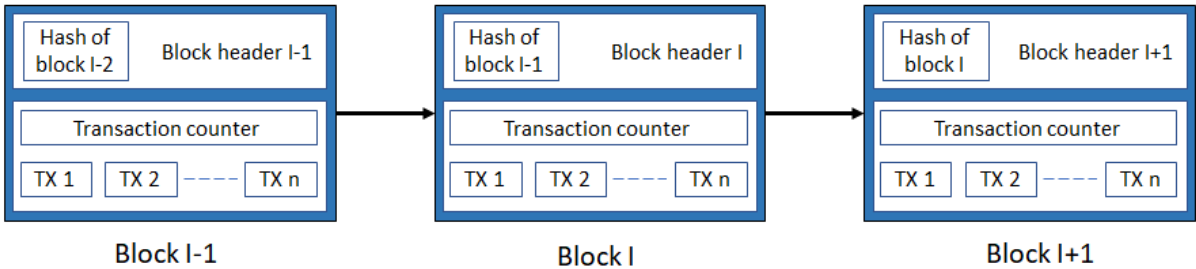 Hash of
block I-2
Block header I-1
Transaction counter
TX 1 TX 2 TX n
Block I-1
Hash of
block I-1
Block header I
Transaction counter
TX 1 TX 2 TX n
Block I
Hash of
block I
Block header I+1
Transaction counter
TX 1 TX 2 TX n
Block I+1